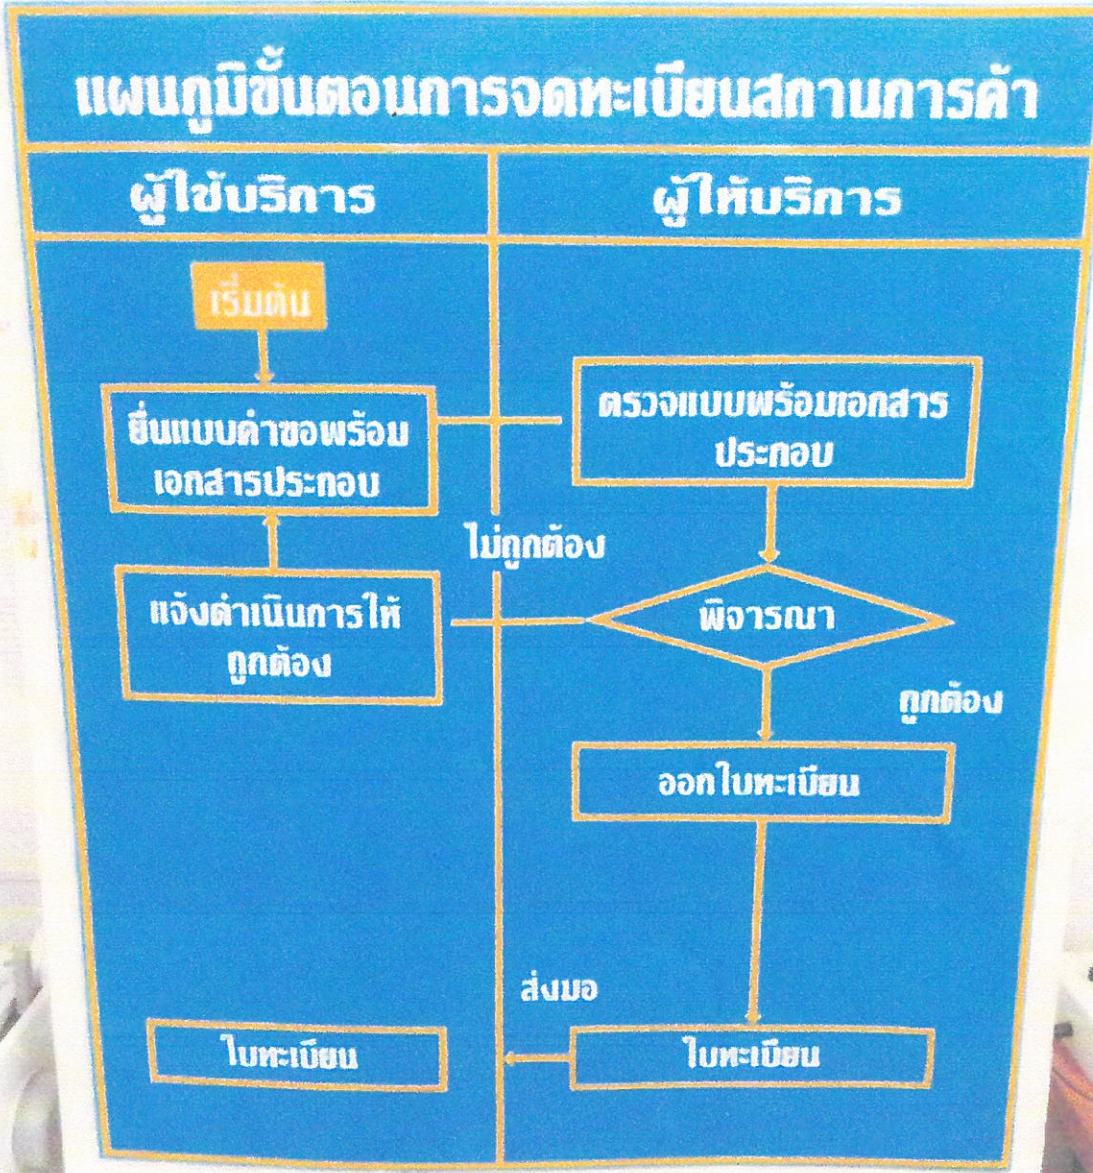 แผนภูมิขั้นตอนการจดทะเบียนสถานการค้า
ผู้ใช้บริการ
ผู้ให้บริการ
เริ่มต้น
ยื่นแบบคำขอพร้อม
เอกสารประกอบ
ตรวจแบบพร้อมเอกสาร
ประกอบ
ไม่ถูกต้อง
แจ้งดำเนินการให้
ถูกต้อง
พิจารณา
ถูกต้อง
ออกใบทะเบียน
ส่งมอ
ใบทะเบียน
ใบทะเบียน